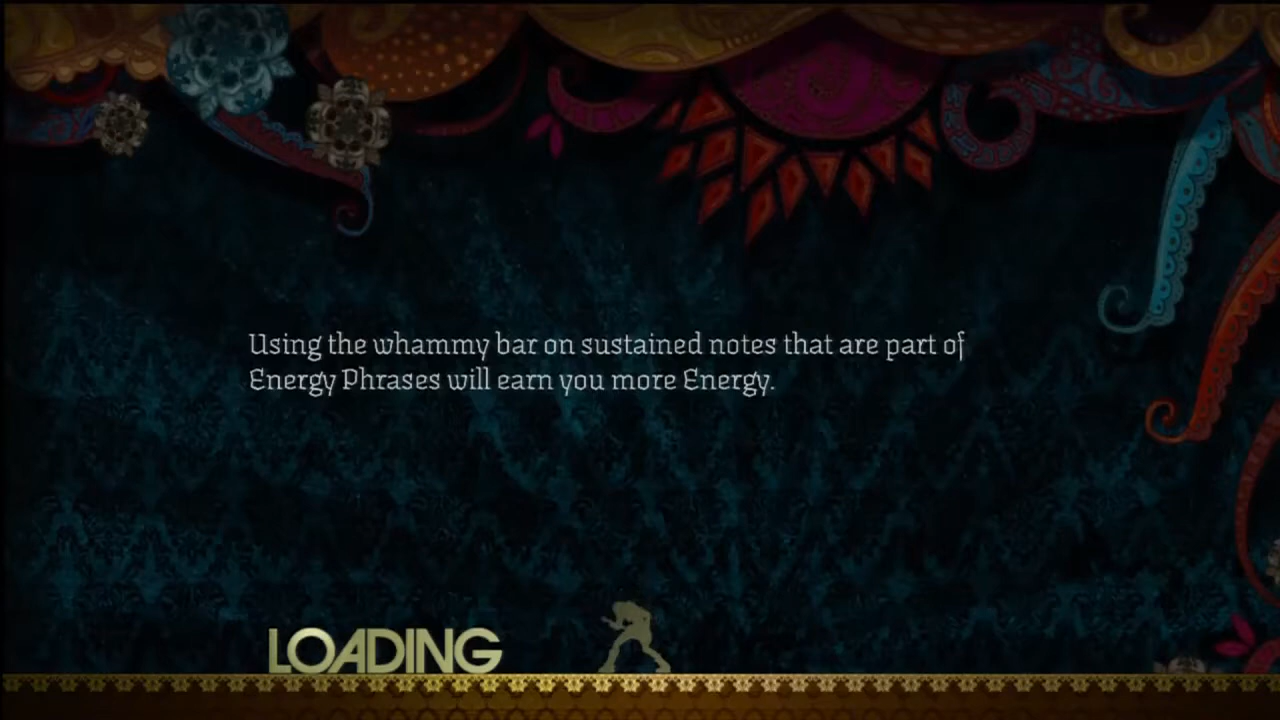 Using the whammy bar on sustained notes that are part of
Energy Phrases will earn you more Energy.
LOADING